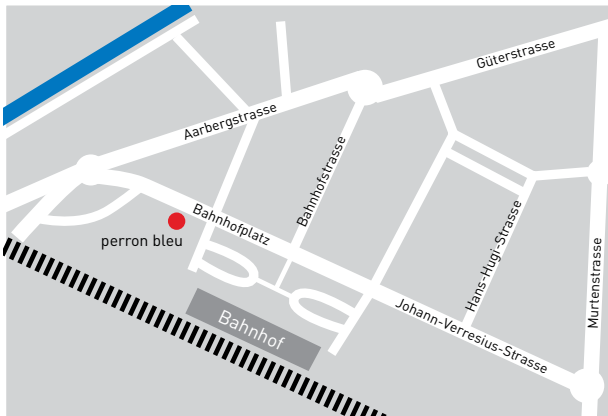 Güterstrasse
Aarbergstrasse
Bahnhofstrasse
Bahnhofplatz
perron bleu
Hans-Hugi-Strasse
Murtenstrasse
Bahnhof
Johann-Verresius-Strasse